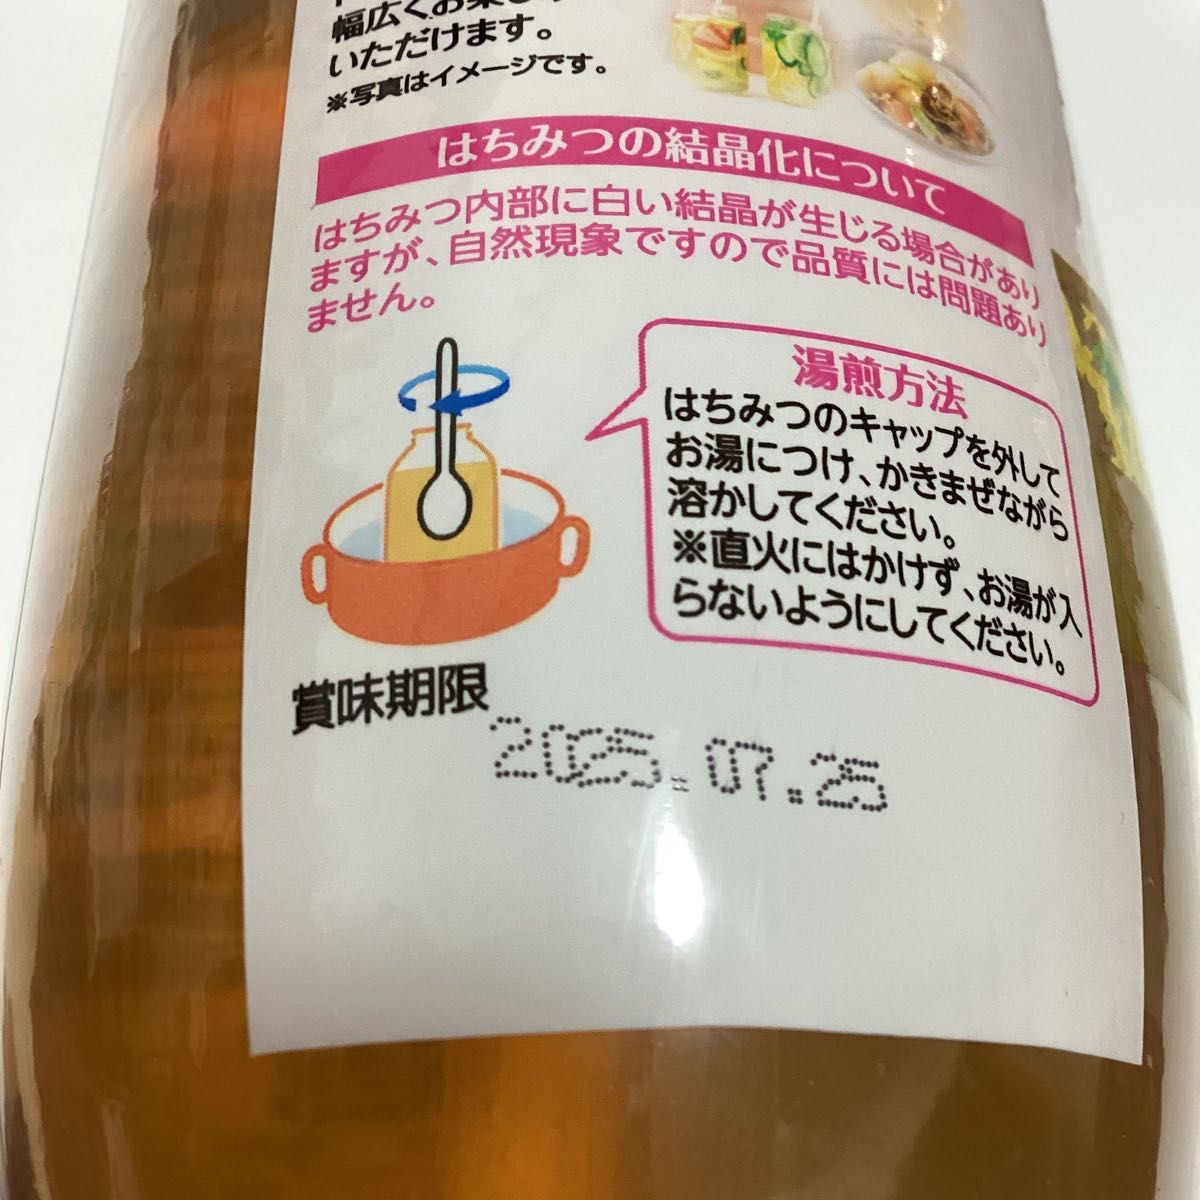 幅広くお楽し
いただけます。
※写真はイメージです。
はちみつの結晶化について
はちみつ内部に白い結晶が生じる場合があり
ますが、自然現象ですので品質には問題あり
ません。
湯煎方法
はちみつのキャップを外して
お湯につけ、かきまぜながら
溶かしてください。
※直火にはかけず、お湯が入
らないようにしてください。
賞味期限
2025.07.25